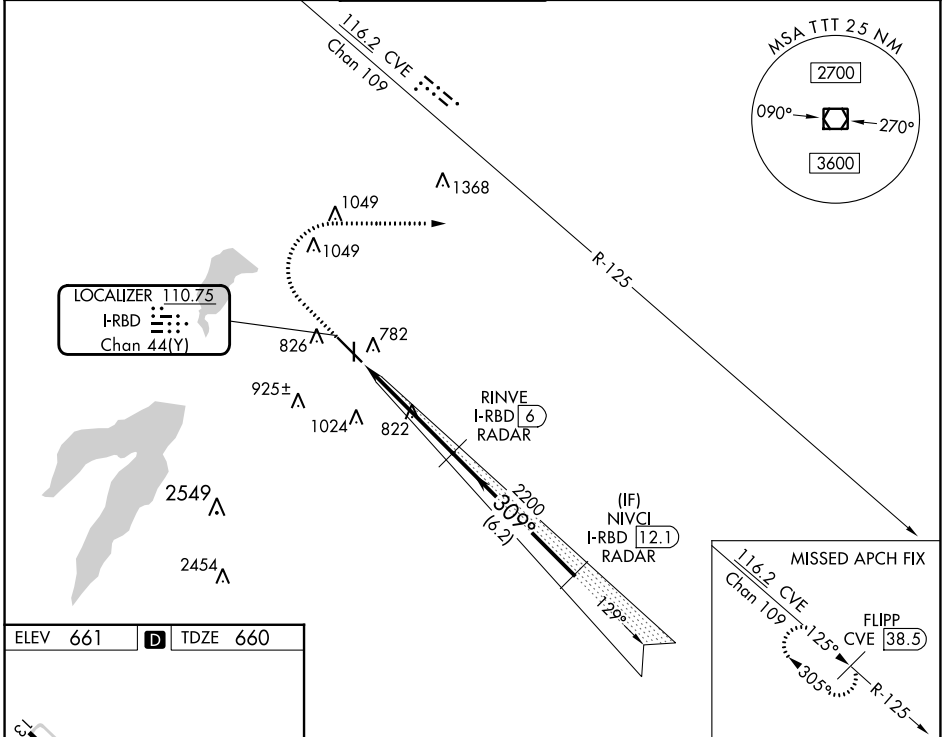 116.2 CVE
Chan 109
MSA TTT 25 NM
2700
090°
270°
3600
1368
1049
1049
R-125
LOCALIZER 110.75
I-RBD
Chan 44(Y)
826
782
925±
1024
822
RINVE
I-RBD 6
RADAR
2549
2454
2200
309°
(6.2)
(IF)
NIVCI
I-RBD 12.1
RADAR
129°
MISSED APCH FIX
116.2 CVE
Chan 109
125°
FLIPP
CVE 38.5
305°
R-125
ELEV 661 D TDZE 660
13